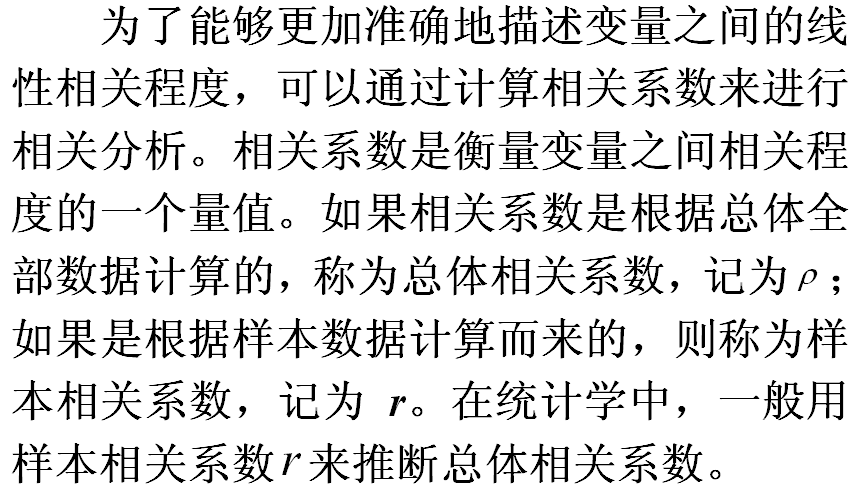 为了能够更加准确地描述变量之间的线
性相关程度，可以通过计算相关系数来进行
相关分析。相关系数是衡量变量之间相关程
度的一个量值。如果相关系数是根据总体全
部数据计算的，称为总体相关系数，记为ρ；
如果是根据样本数据计算而来的，则称为样
本相关系数，记为 r。在统计学中，一般用
样本相关系数r来推断总体相关系数。